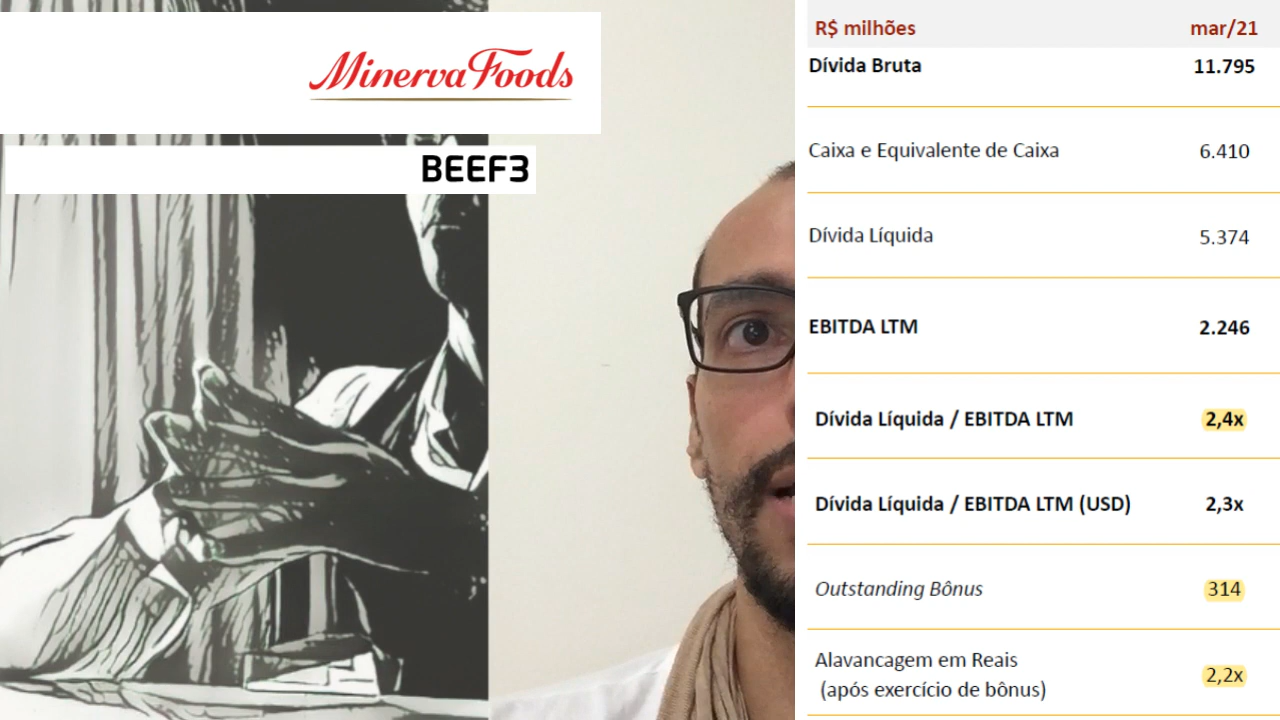 Minerva Foods
BEEF3
R$ milhões mar/21
Dívida Bruta 11.795
Caixa e Equivalente de Caixa 6.410
Dívida Líquida 5.374
EBITDA LTM 2.246
Dívida Líquida / EBITDA LTM 2,4x
Dívida Líquida / EBITDA LTM (USD) 2,3x
Outstanding Bônus 314
Alavancagem em Reais
(após exercício de bônus) 2,2x